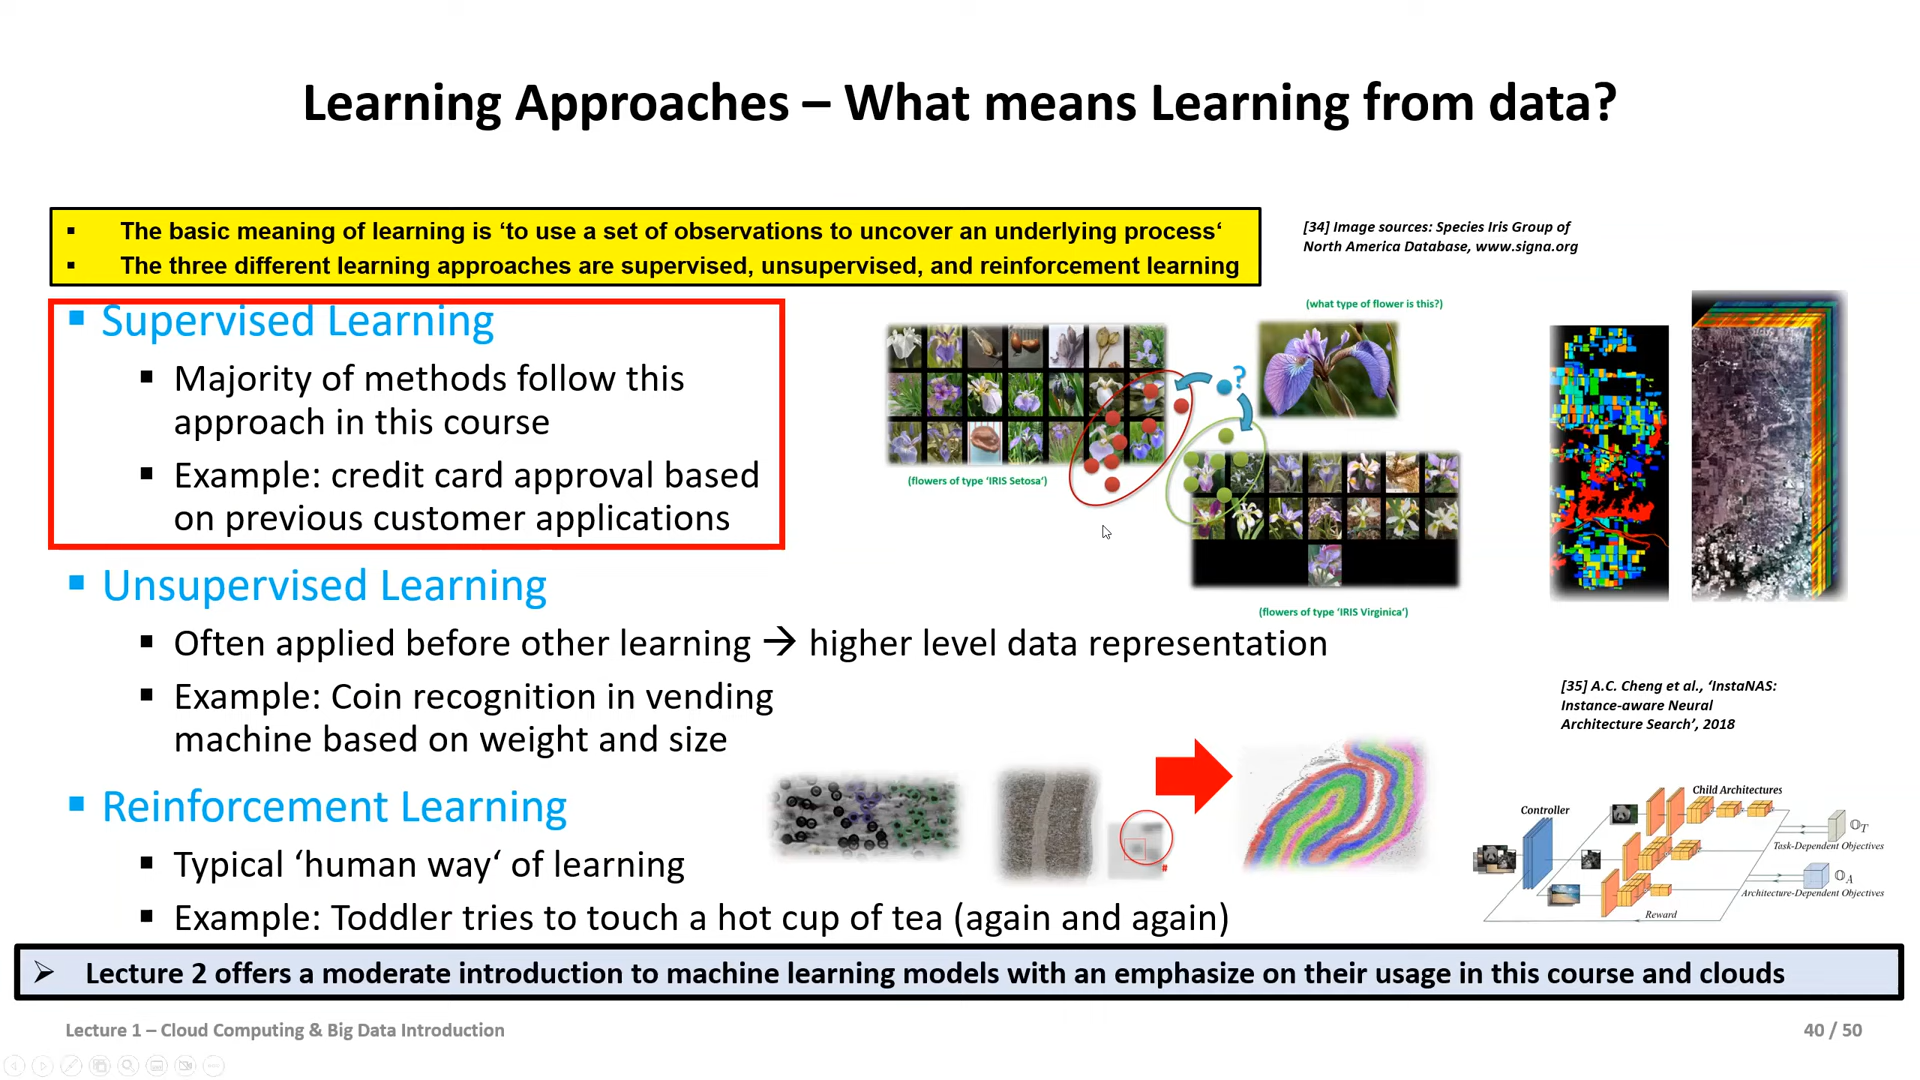 Learning Approaches – What means Learning from data?
▪ The basic meaning of learning is ‘to use a set of observations to uncover an underlying process‘
▪ The three different learning approaches are supervised, unsupervised, and reinforcement learning
[34] Image sources: Species Iris Group of
North America Database, www.signa.org
▪ Supervised Learning
▪ Majority of methods follow this
approach in this course
▪ Example: credit card approval based
on previous customer applications
(what type of flower is this?)
?
(flowers of type ‘IRIS Setosa’)
(flowers of type ‘IRIS Virginica’)
▪ Unsupervised Learning
▪ Often applied before other learning → higher level data representation
▪ Example: Coin recognition in vending
machine based on weight and size
[35] A.C. Cheng et al., ‘InstaNAS:
Instance-aware Neural
Architecture Search’, 2018
▪ Reinforcement Learning
▪ Typical ‘human way‘ of learning
▪ Example: Toddler tries to touch a hot cup of tea (again and again)
#
Child Architectures
Controller
𝕆T
Task-Dependent Objectives
𝕆A
Architecture-Dependent Objectives
Reward
➢ Lecture 2 offers a moderate introduction to machine learning models with an emphasize on their usage in this course and clouds
Lecture 1 – Cloud Computing & Big Data Introduction
40 / 50